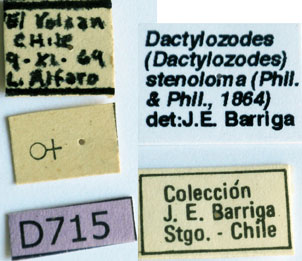 El Volcan
CHILE
9-XI.69
L. Alfaro
♀
D715
Dactylozodes)
(Dactylozodes)
stenoloma (Phil.
& Phil., 1864)
det:J.E. Barriga
Colección
J. E. Barriga
Stgo. - Chile